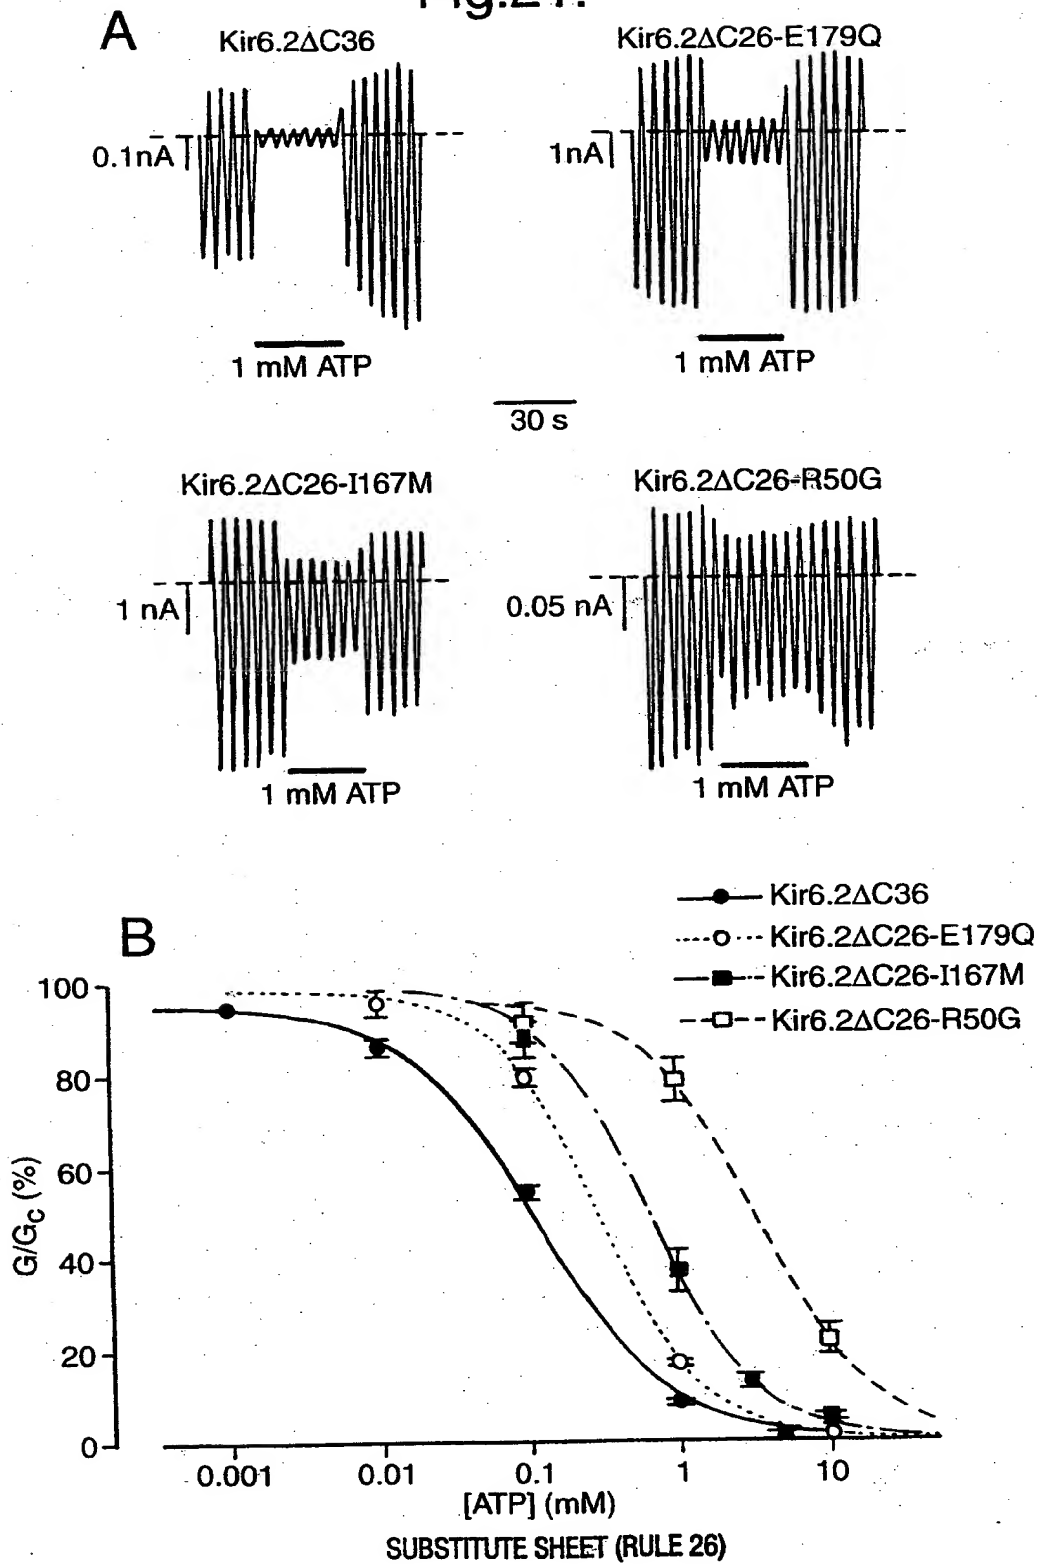 A
Kir6.2ΔC36
Kir6.2ΔC26-E179Q
0.1nA
1nA
1 mM ATP
1 mM ATP
30 s
Kir6.2ΔC26-I167M
Kir6.2ΔC26-R50G
1 nA
0.05 nA
1 mM ATP
1 mM ATP
B
Kir6.2ΔC36
Kir6.2ΔC26-E179Q
Kir6.2ΔC26-I167M
Kir6.2ΔC26-R50G
100
80
60
40
20
0
G/GC (%)
0.001
0.01
0.1
1
10
[ATP] (mM)
SUBSTITUTE SHEET (RULE 26)